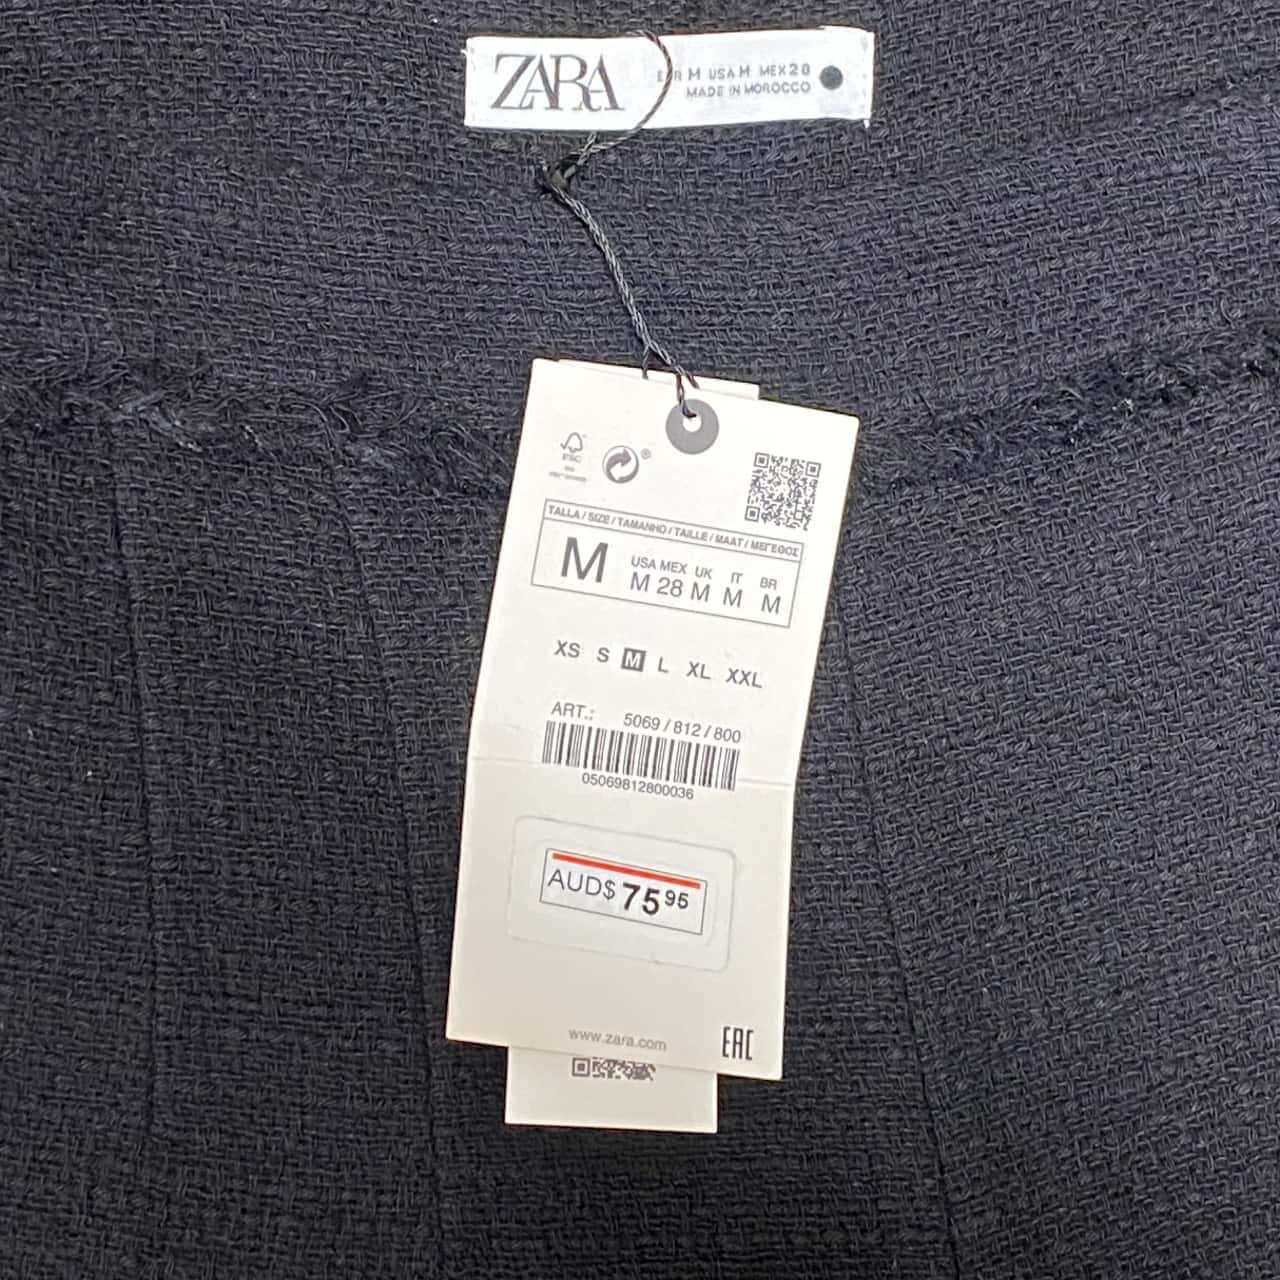 ZARA
EUR M USA M MEX 28
MADE IN MOROCCO
FSC
®
TALLA / SIZE / TAMANHO / TAILLE / MAAT / ΜΕΓΕΘΟΣ
M
USA MEX UK IT BR
M 28 M M M
XS S M L XL XXL
ART.: 5069 / 812 / 800
05069812800036
AUD$ 75 95
www.zara.com
EAC